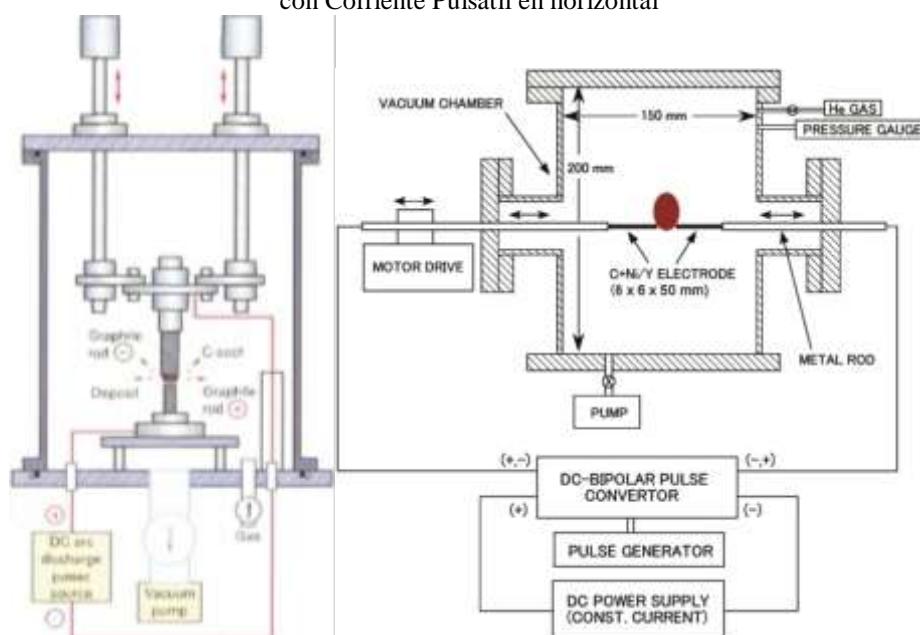 con Corriente Pulsátil en horizontal
Graphite
rod −
C-soot
Deposit
Graphite
rod +
Gas
DC arc
discharge
power
source
Vacuum
pump
VACUUM CHAMBER
150 mm
200 mm
He GAS
PRESSURE GAUGE
MOTOR DRIVE
C+Ni/Y ELECTRODE
(6 x 6 x 50 mm)
METAL ROD
PUMP
(+,-)
(-,+)
DC-BIPOLAR PULSE
CONVERTOR
(+)
(-)
PULSE GENERATOR
DC POWER SUPPLY
(CONST. CURRENT)